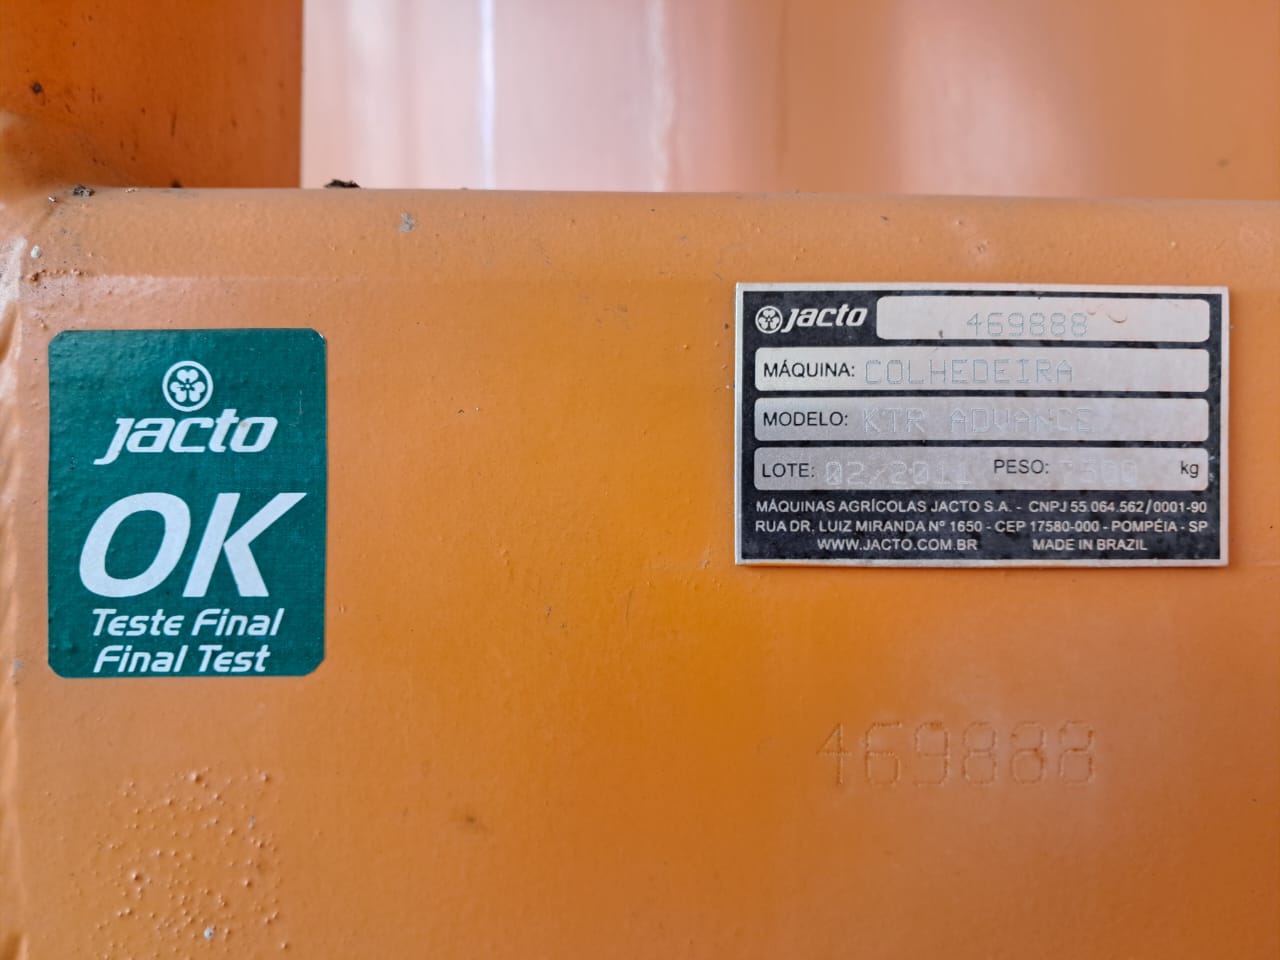 jacto
OK
Teste Final
Final Test
jacto 469888
MÁQUINA: COLHEDEIRA
MODELO: KTR ADVANCE
LOTE: 02/2011 PESO: 500 kg
MÁQUINAS AGRÍCOLAS JACTO S.A. - CNPJ 55.064.562/0001-90
RUA DR. LUIZ MIRANDA Nº 1650 - CEP 17580-000 - POMPÉIA - SP
WWW.JACTO.COM.BR MADE IN BRAZIL
469888